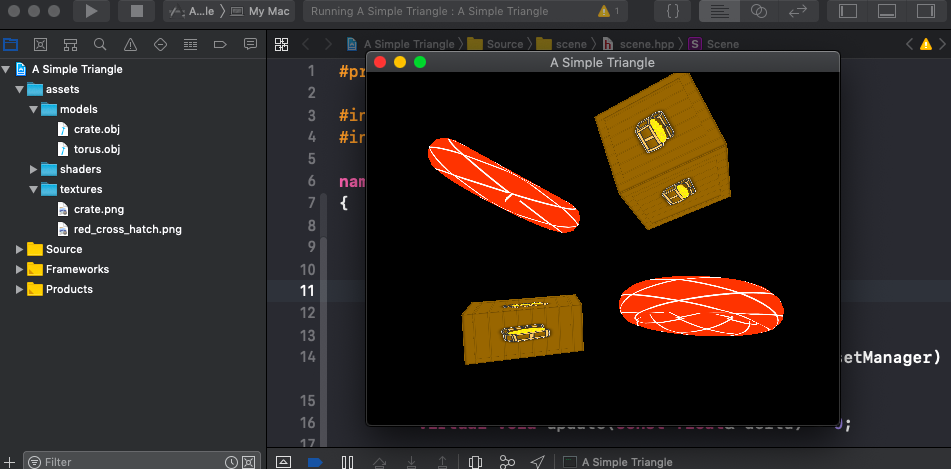 A...le
My Mac
Running A Simple Triangle : A Simple Triangle
1
A Simple Triangle
Source
scene
scene.hpp
S
Scene
A Simple Triangle
assets
models
crate.obj
torus.obj
shaders
textures
crate.png
red_cross_hatch.png
Source
Frameworks
Products
Filter
A Simple Triangle
1 #pr
2
3 #in
4 #in
5
6 nam
7 {
8
9
10
11
12
13
14 setManager)
15
16
17
A Simple Triangle